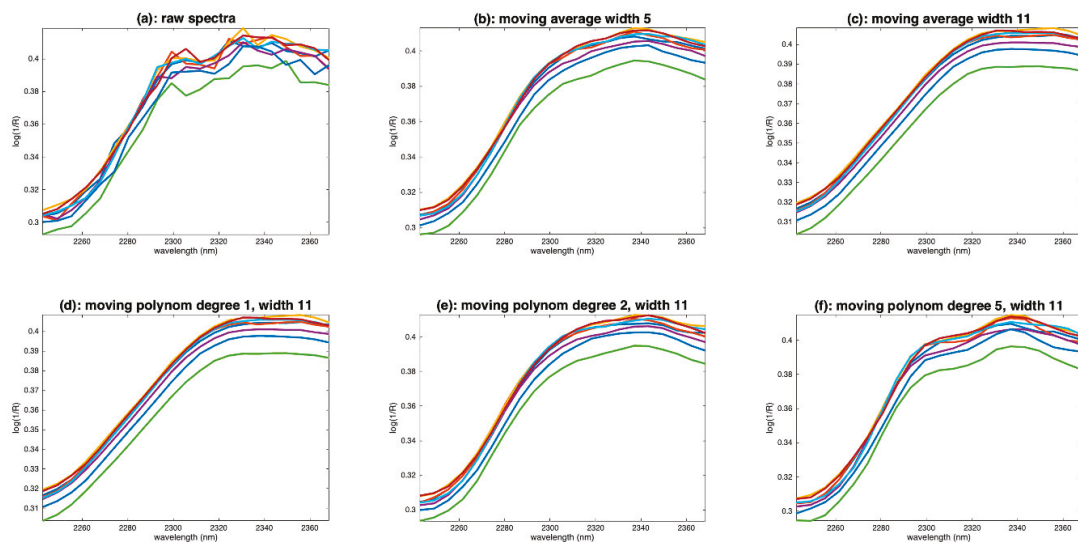 (a): raw spectra
0.4
0.38
0.36
0.34
0.32
0.3
log(1/R)
2260 2280 2300 2320 2340 2360
wavelength (nm)
(b): moving average width 5
0.4
0.38
0.36
0.34
0.32
0.3
log(1/R)
2260 2280 2300 2320 2340 2360
wavelength (nm)
(c): moving average width 11
0.4
0.39
0.38
0.37
0.36
0.35
0.34
0.33
0.32
0.31
log(1/R)
2260 2280 2300 2320 2340 2360
wavelength (nm)
(d): moving polynom degree 1, width 11
0.4
0.39
0.38
0.37
0.36
0.35
0.34
0.33
0.32
0.31
log(1/R)
2260 2280 2300 2320 2340 2360
wavelength (nm)
(e): moving polynom degree 2, width 11
0.4
0.38
0.36
0.34
0.32
0.3
log(1/R)
2260 2280 2300 2320 2340 2360
wavelength (nm)
(f): moving polynom degree 5, width 11
0.4
0.38
0.36
0.34
0.32
0.3
log(1/R)
2260 2280 2300 2320 2340 2360
wavelength (nm)